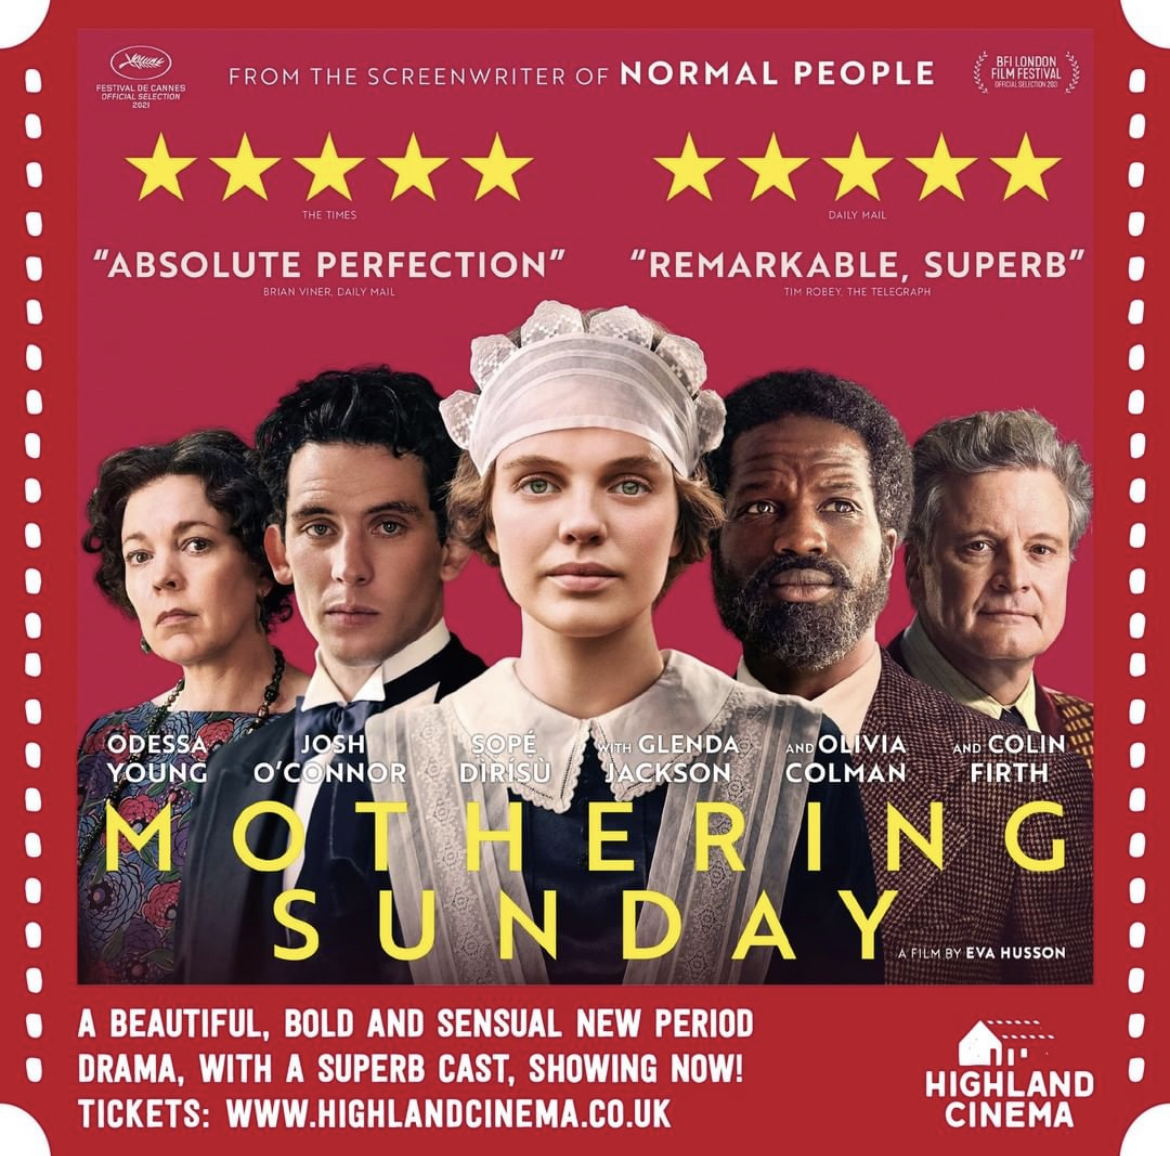 FESTIVAL DE CANNES
OFFICIAL SELECTION
2021
FROM THE SCREENWRITER OF NORMAL PEOPLE
BFI LONDON
FILM FESTIVAL
OFFICIAL SELECTION 2021
THE TIMES
DAILY MAIL
"ABSOLUTE PERFECTION"
BRIAN VINER, DAILY MAIL
"REMARKABLE, SUPERB"
TIM ROBEY, THE TELEGRAPH
ODESSA
YOUNG
JOSH
O'CONNOR
SOPÉ
DÌRÍSÙ
WITH GLENDA
JACKSON
AND OLIVIA
COLMAN
AND COLIN
FIRTH
MOTHERING
SUNDAY
A FILM BY EVA HUSSON
A BEAUTIFUL, BOLD AND SENSUAL NEW PERIOD
DRAMA, WITH A SUPERB CAST, SHOWING NOW!
TICKETS: WWW.HIGHLANDCINEMA.CO.UK
HIGHLAND
CINEMA